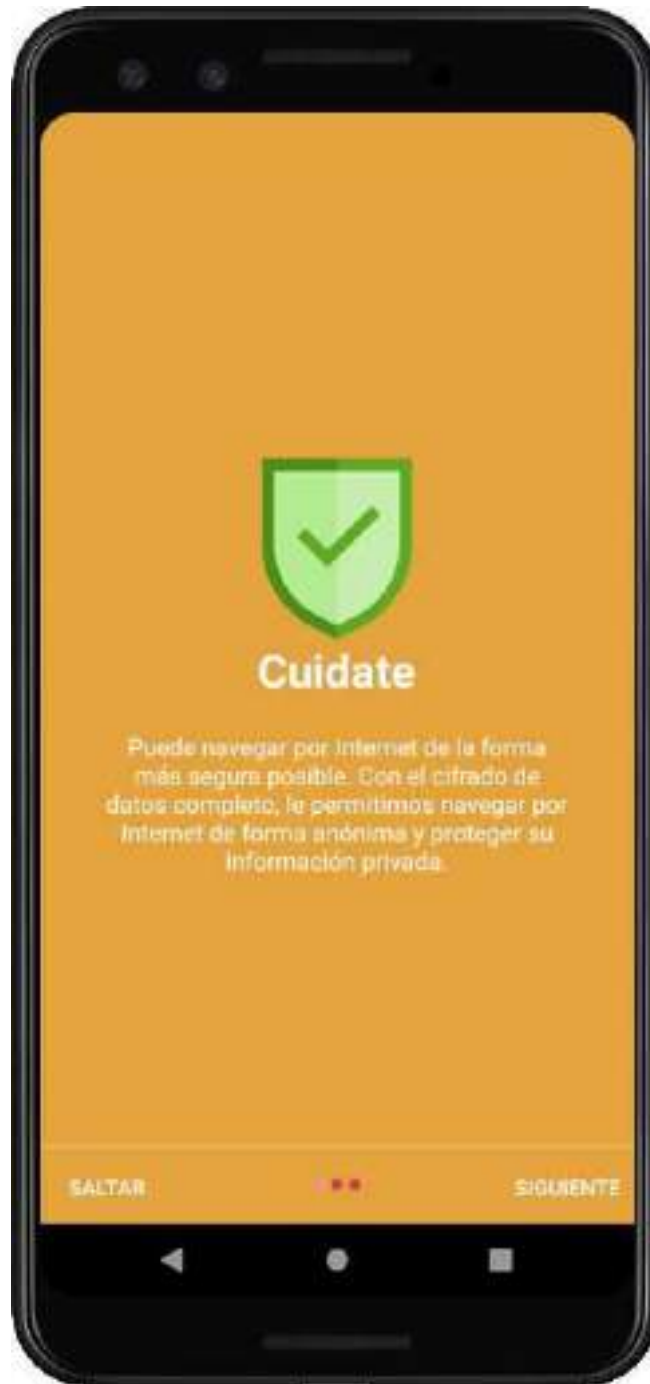 Cuidate
Puede navegar por Internet de la forma
más segura posible. Con el cifrado de
datos completo, le permitimos navegar por
Internet de forma anónima y proteger su
información privada.
SALTAR
SIGUIENTE